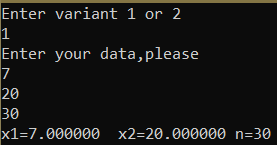 Enter variant 1 or 2
1
Enter your data,please
7
20
30
x1=7.000000  x2=20.000000 n=30